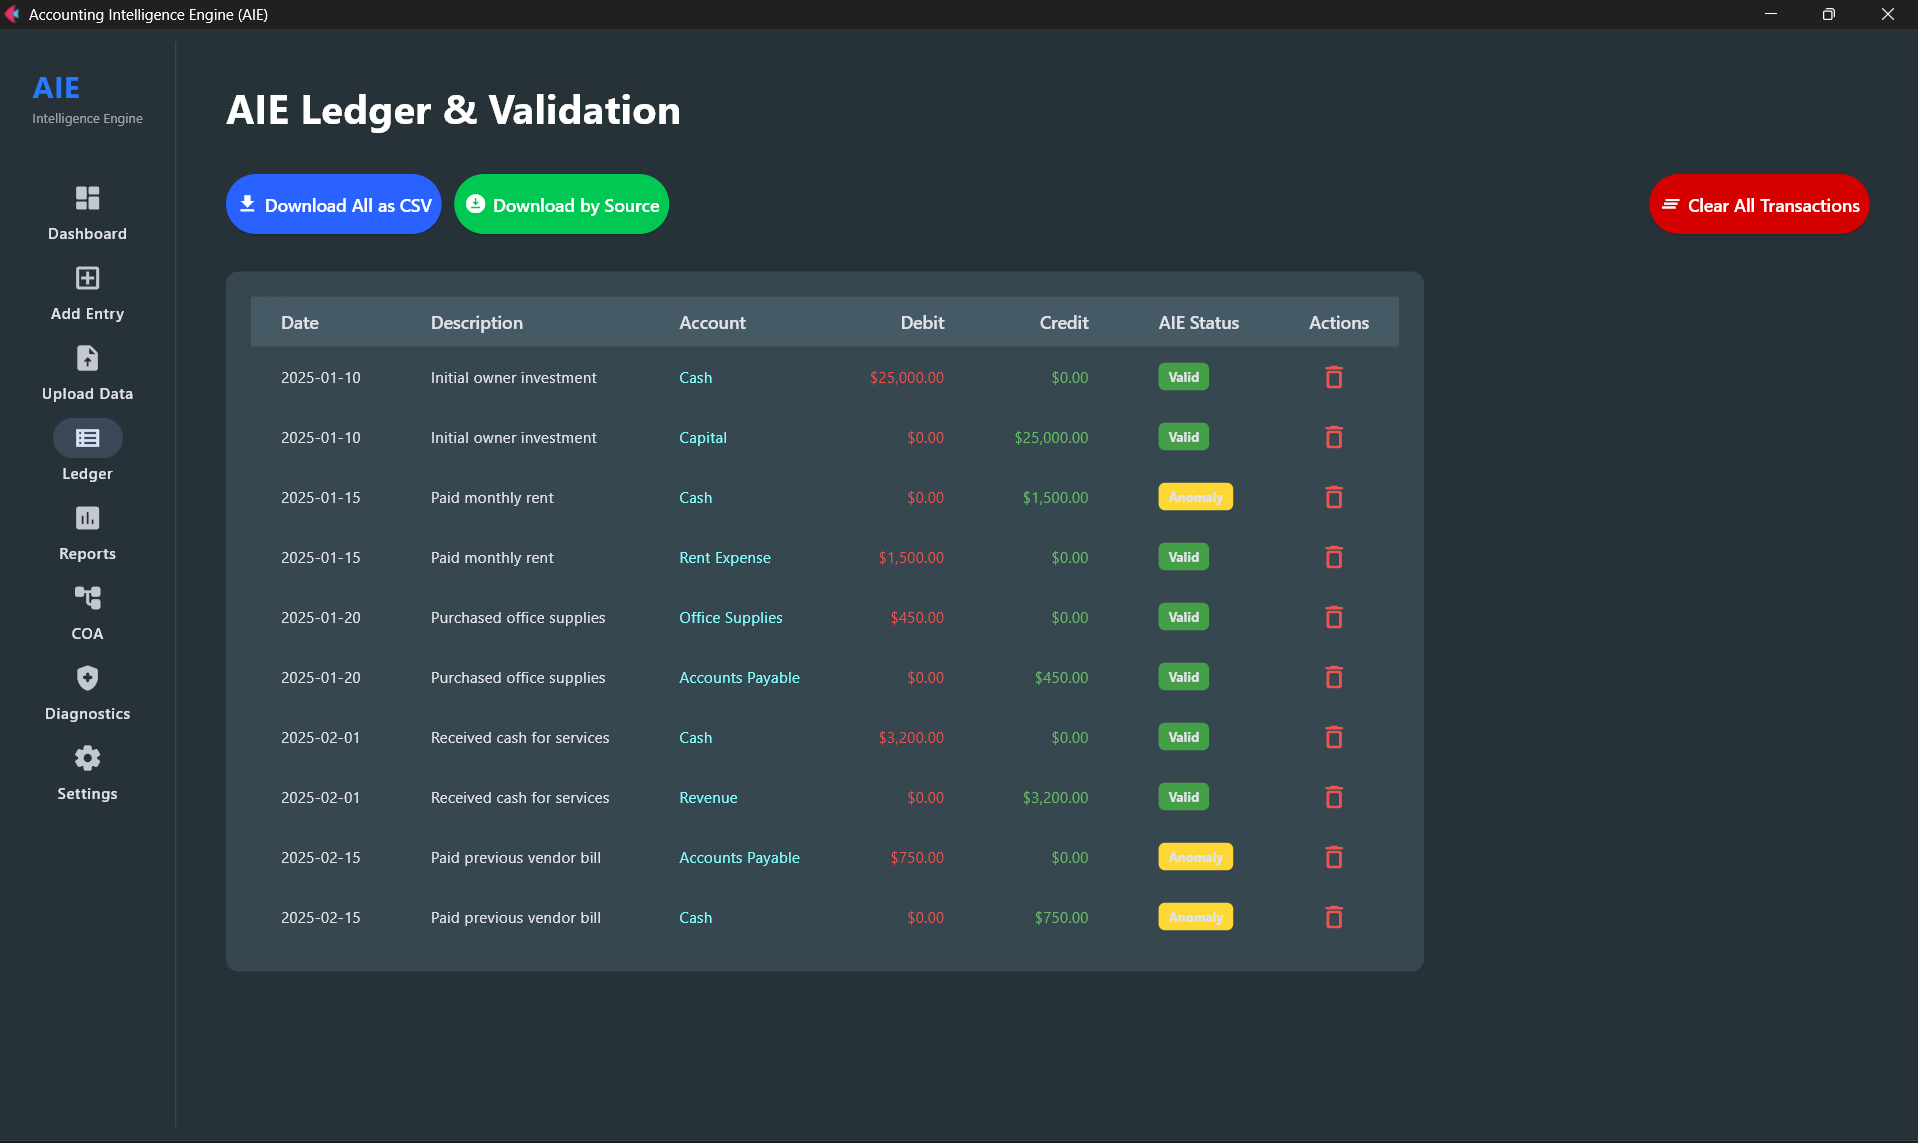 Accounting Intelligence Engine (AIE)
AIE
Intelligence Engine
Dashboard
Add Entry
Upload Data
Ledger
Reports
COA
Diagnostics
Settings
AIE Ledger & Validation
Download All as CSV Download by Source Clear All Transactions
Date Description Account Debit Credit AIE Status Actions
2025-01-10 Initial owner investment Cash $25,000.00 $0.00 Valid
2025-01-10 Initial owner investment Capital $0.00 $25,000.00 Valid
2025-01-15 Paid monthly rent Cash $0.00 $1,500.00 Anomaly
2025-01-15 Paid monthly rent Rent Expense $1,500.00 $0.00 Valid
2025-01-20 Purchased office supplies Office Supplies $450.00 $0.00 Valid
2025-01-20 Purchased office supplies Accounts Payable $0.00 $450.00 Valid
2025-02-01 Received cash for services Cash $3,200.00 $0.00 Valid
2025-02-01 Received cash for services Revenue $0.00 $3,200.00 Valid
2025-02-15 Paid previous vendor bill Accounts Payable $750.00 $0.00 Anomaly
2025-02-15 Paid previous vendor bill Cash $0.00 $750.00 Anomaly